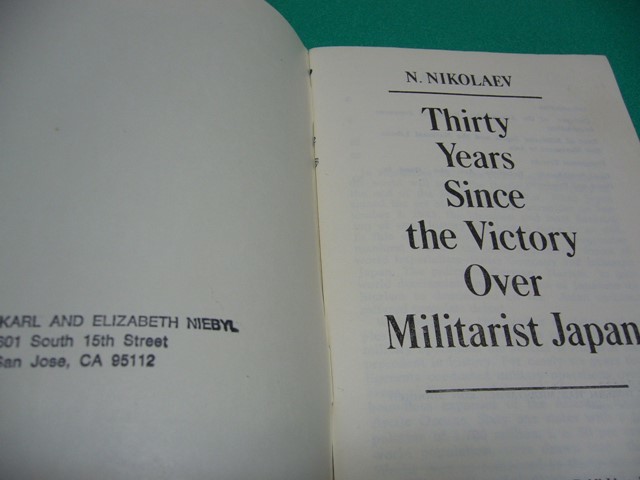 KARL AND ELIZABETH NIEBYL
601 South 15th Street
San Jose, CA 95112
N. NIKOLAEV
Thirty
Years
Since
the Victory
Over
Militarist Japan